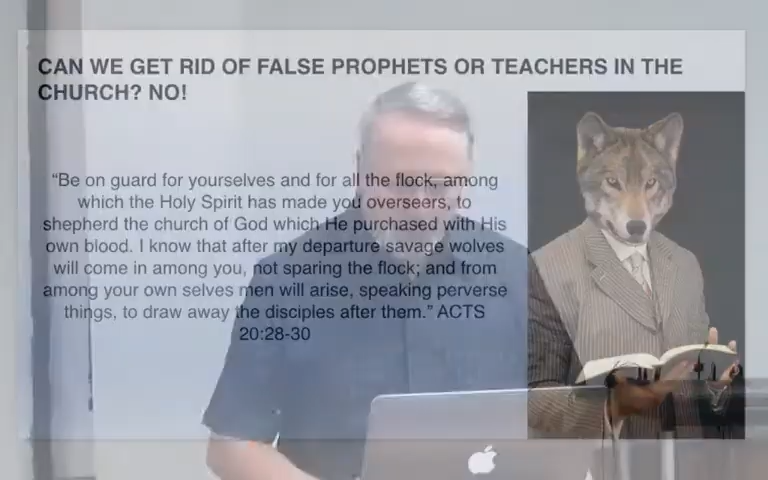 CAN WE GET RID OF FALSE PROPHETS OR TEACHERS IN THE
CHURCH? NO!
“Be on guard for yourselves and for all the flock, among
which the Holy Spirit has made you overseers, to
shepherd the church of God which He purchased with His
own blood. I know that after my departure savage wolves
will come in among you, not sparing the flock; and from
among your own selves men will arise, speaking perverse
things, to draw away the disciples after them.” ACTS
20:28-30